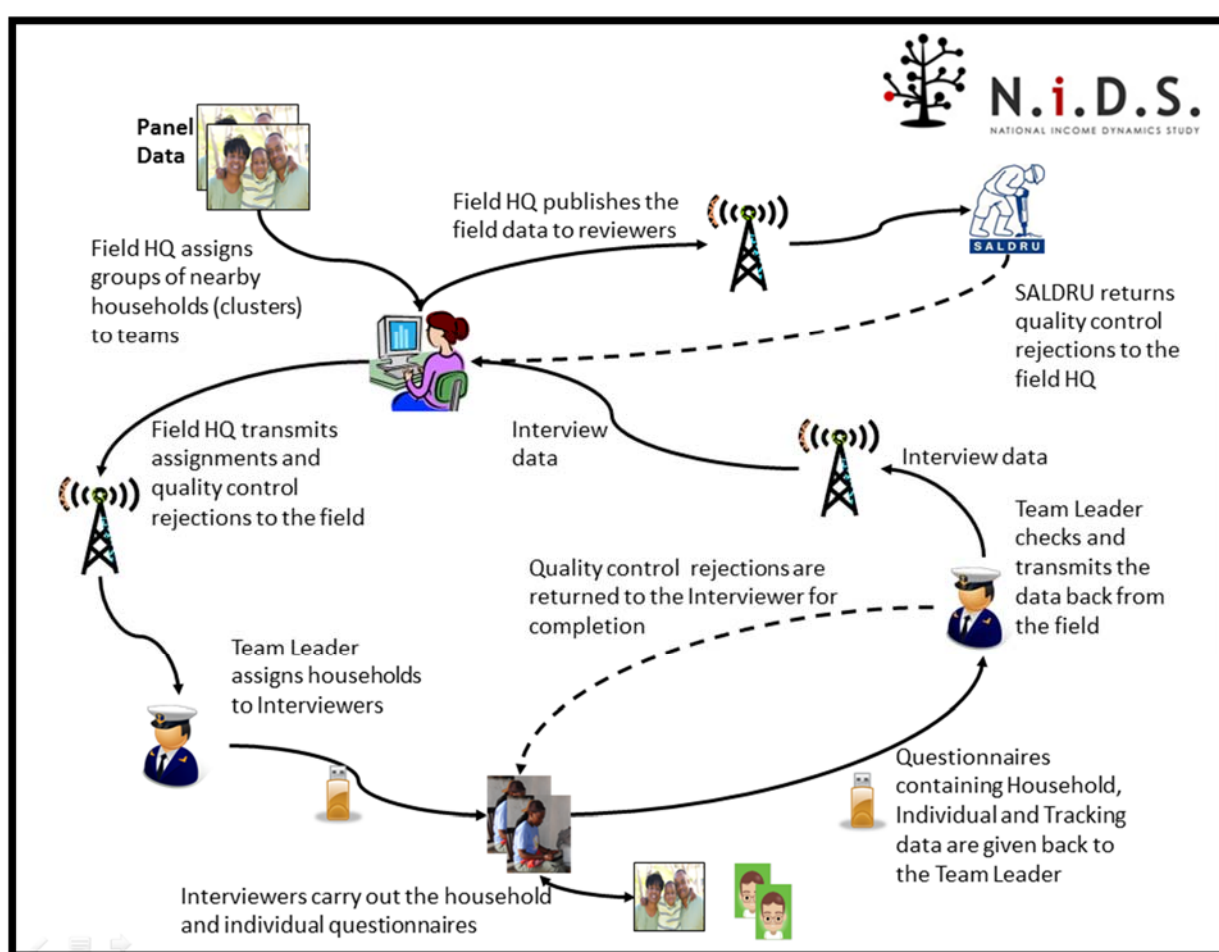 N.i.D.S.
NATIONAL INCOME DYNAMICS STUDY
Panel
Data
Field HQ publishes the
field data to reviewers
SALDRU
Field HQ assigns
groups of nearby
households (clusters)
to teams
SALDRU returns
quality control
rejections to the
field HQ
Field HQ transmits
assignments and
quality control
rejections to the field
Interview
data
Interview data
Team Leader
checks and
transmits the
data back from
the field
Quality control rejections are
returned to the Interviewer for
completion
Team Leader
assigns households
to Interviewers
Questionnaires
containing Household,
Individual and Tracking
data are given back to
the Team Leader
Interviewers carry out the household
and individual questionnaires